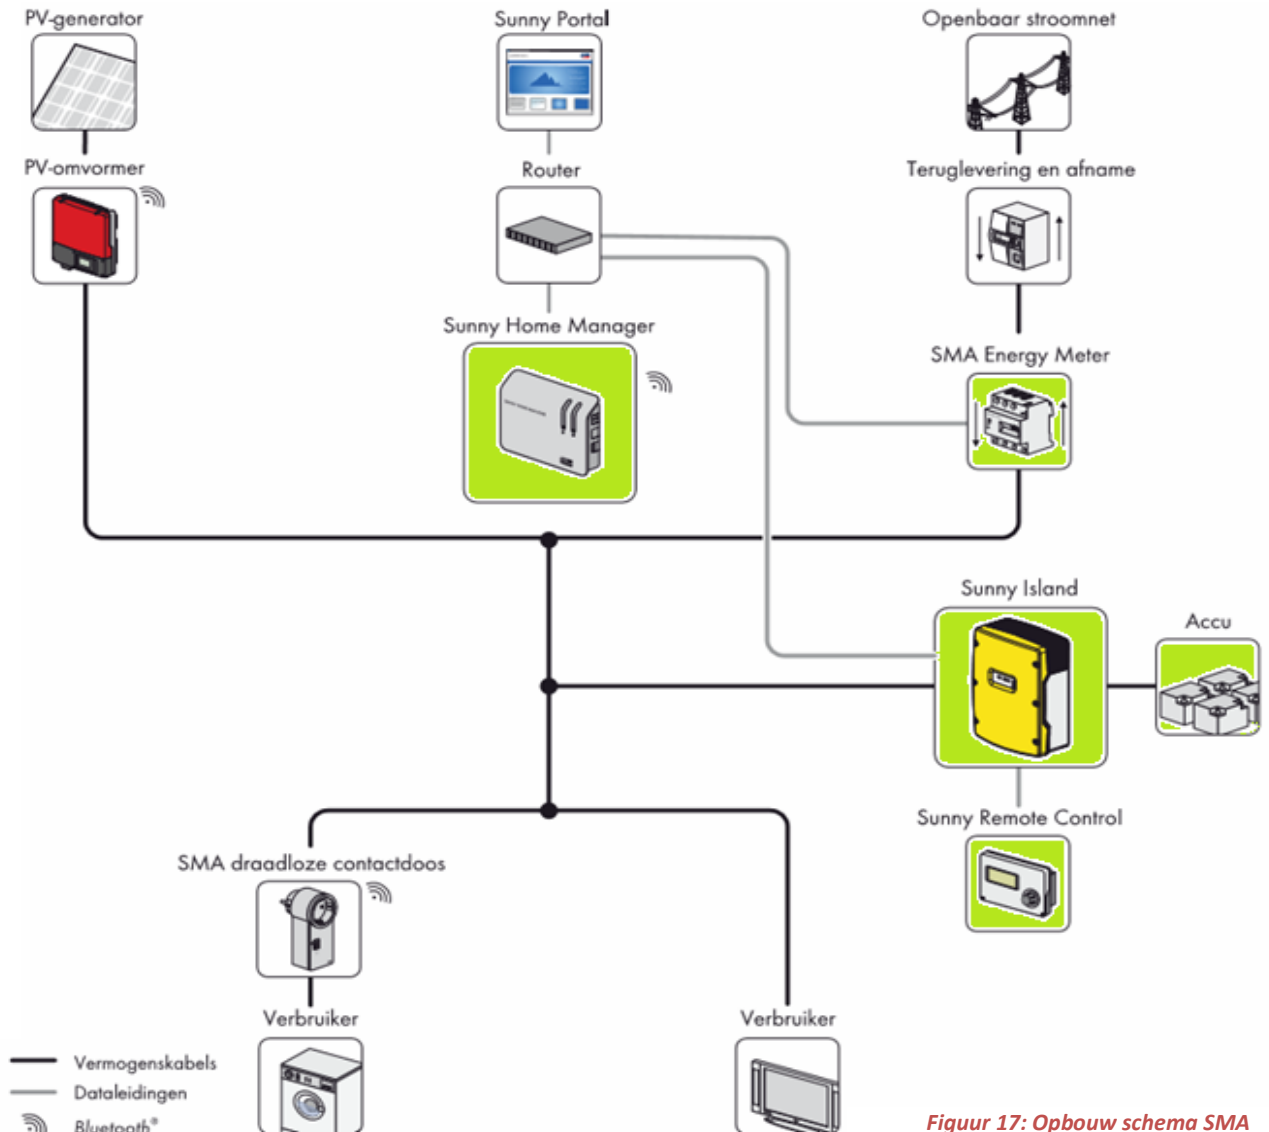 PV-generator
Sunny Portal
Openbaar stroomnet
PV-omvormer
Router
Teruglevering en afname
Sunny Home Manager
SMA Energy Meter
Sunny Island
Accu
Sunny Remote Control
SMA draadloze contactdoos
Verbruiker
Verbruiker
Vermogenskabels
Dataleidingen
Bluetooth®
Figuur 17: Opbouw schema SMA